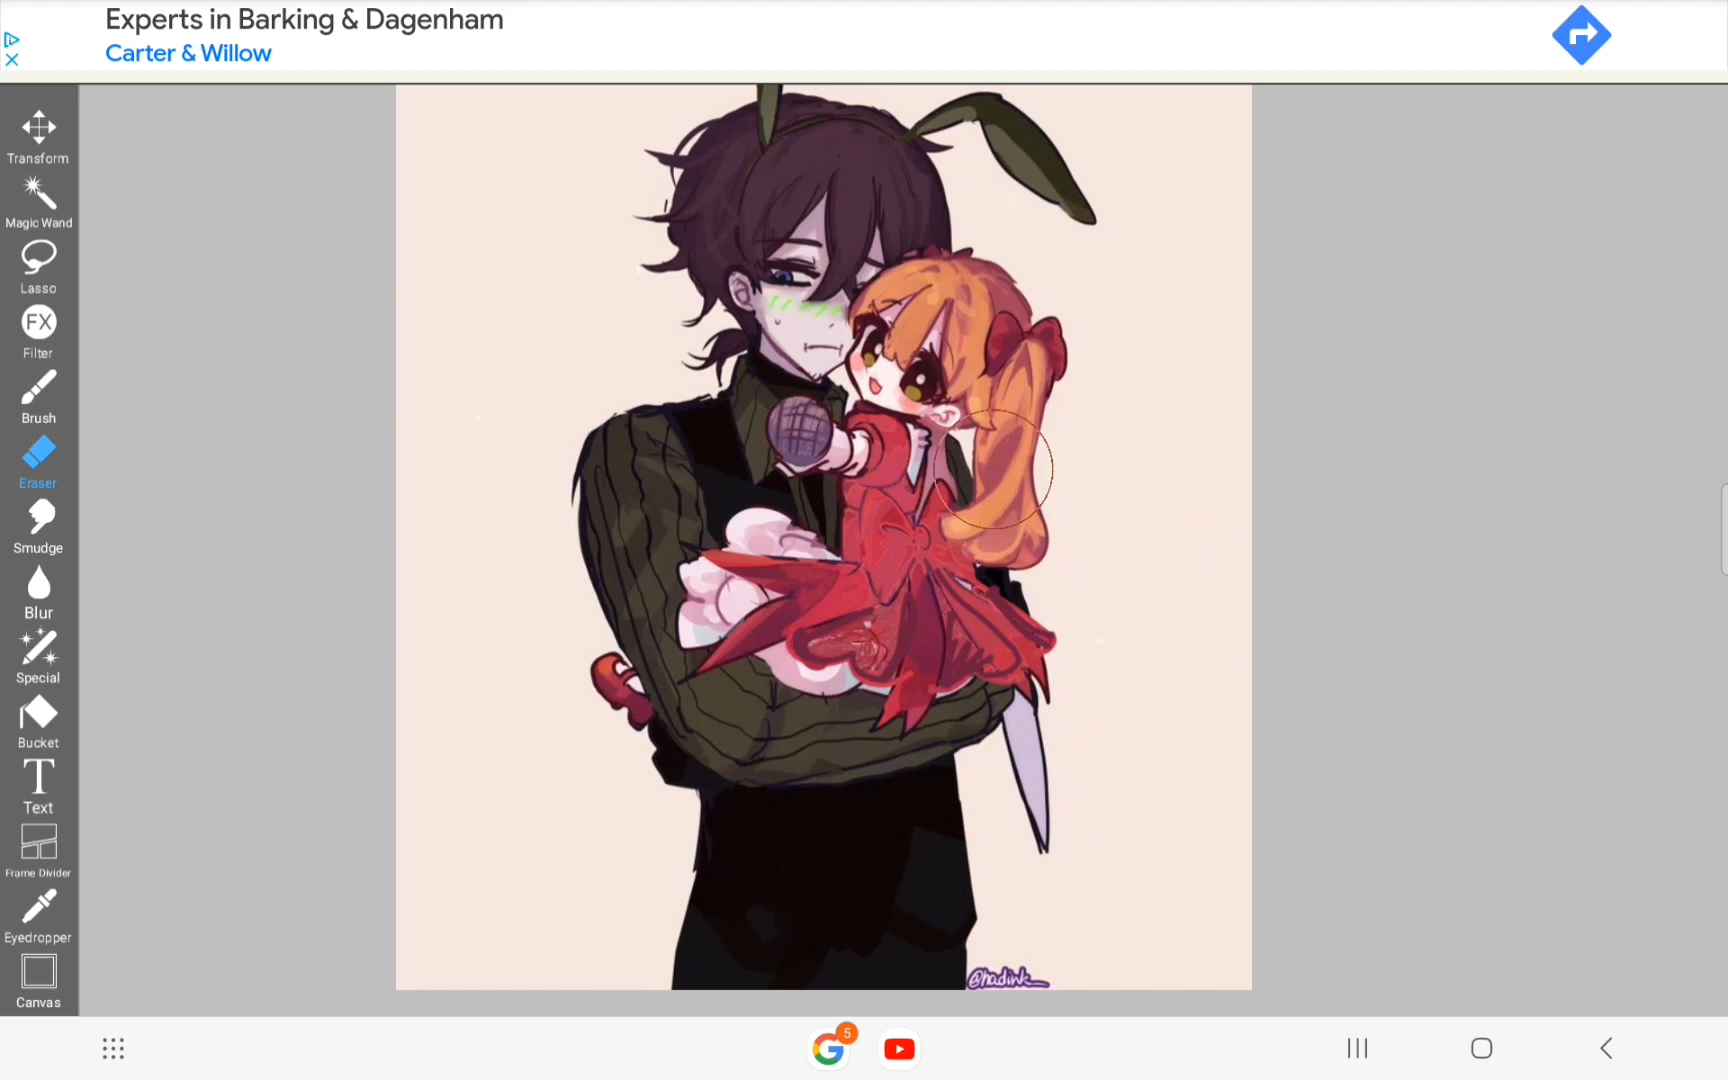 Experts in Barking & Dagenham
Carter & Willow
Transform
Magic Wand
Lasso
FX
Filter
Brush
Eraser
Smudge
Blur
Special
Bucket
T
Text
Frame Divider
Eyedropper
Canvas
@hadink__
5